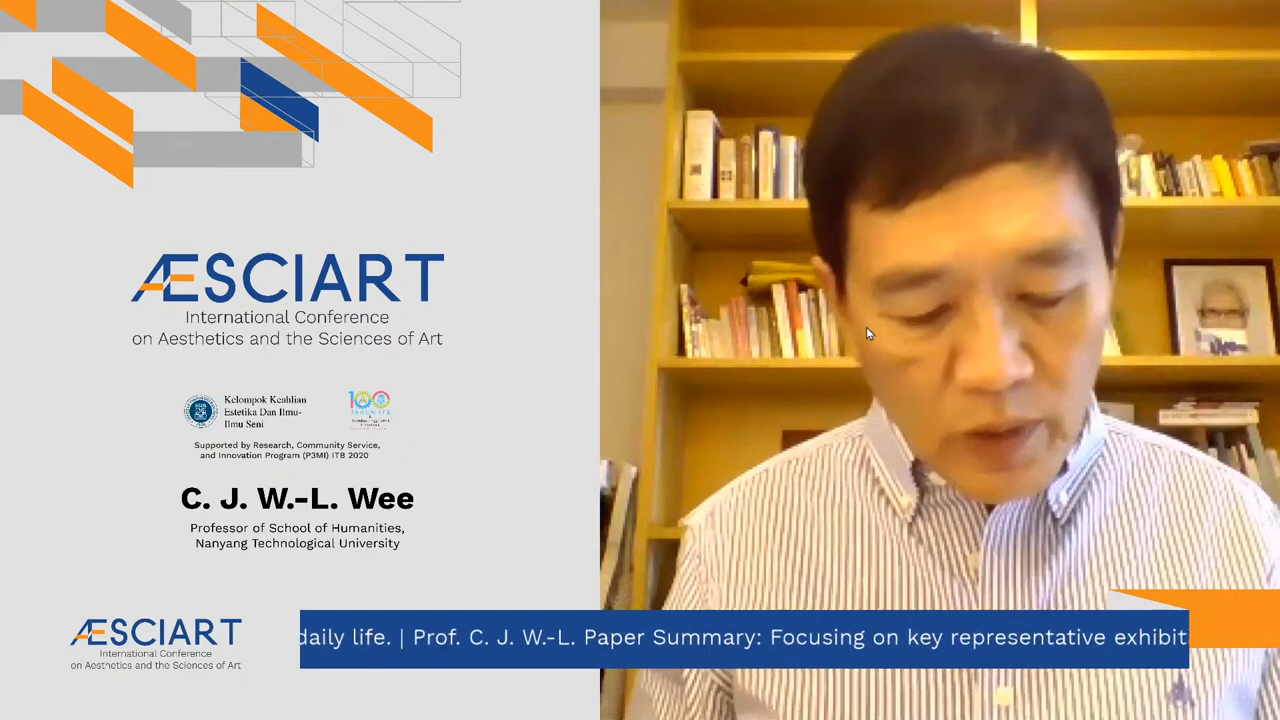 ÆSCIART
International Conference
on Aesthetics and the Sciences of Art
Kelompok Keahlian
Estetika Dan Ilmu-
Ilmu Seni
100
TAHUN ITB
Supported by Research, Community Service,
and Innovation Program (P3MI) ITB 2020
C. J. W.-L. Wee
Professor of School of Humanities,
Nanyang Technological University
ÆSCIART
International Conference
on Aesthetics and the Sciences of Art
daily life. | Prof. C. J. W.-L. Paper Summary: Focusing on key representative exhibit